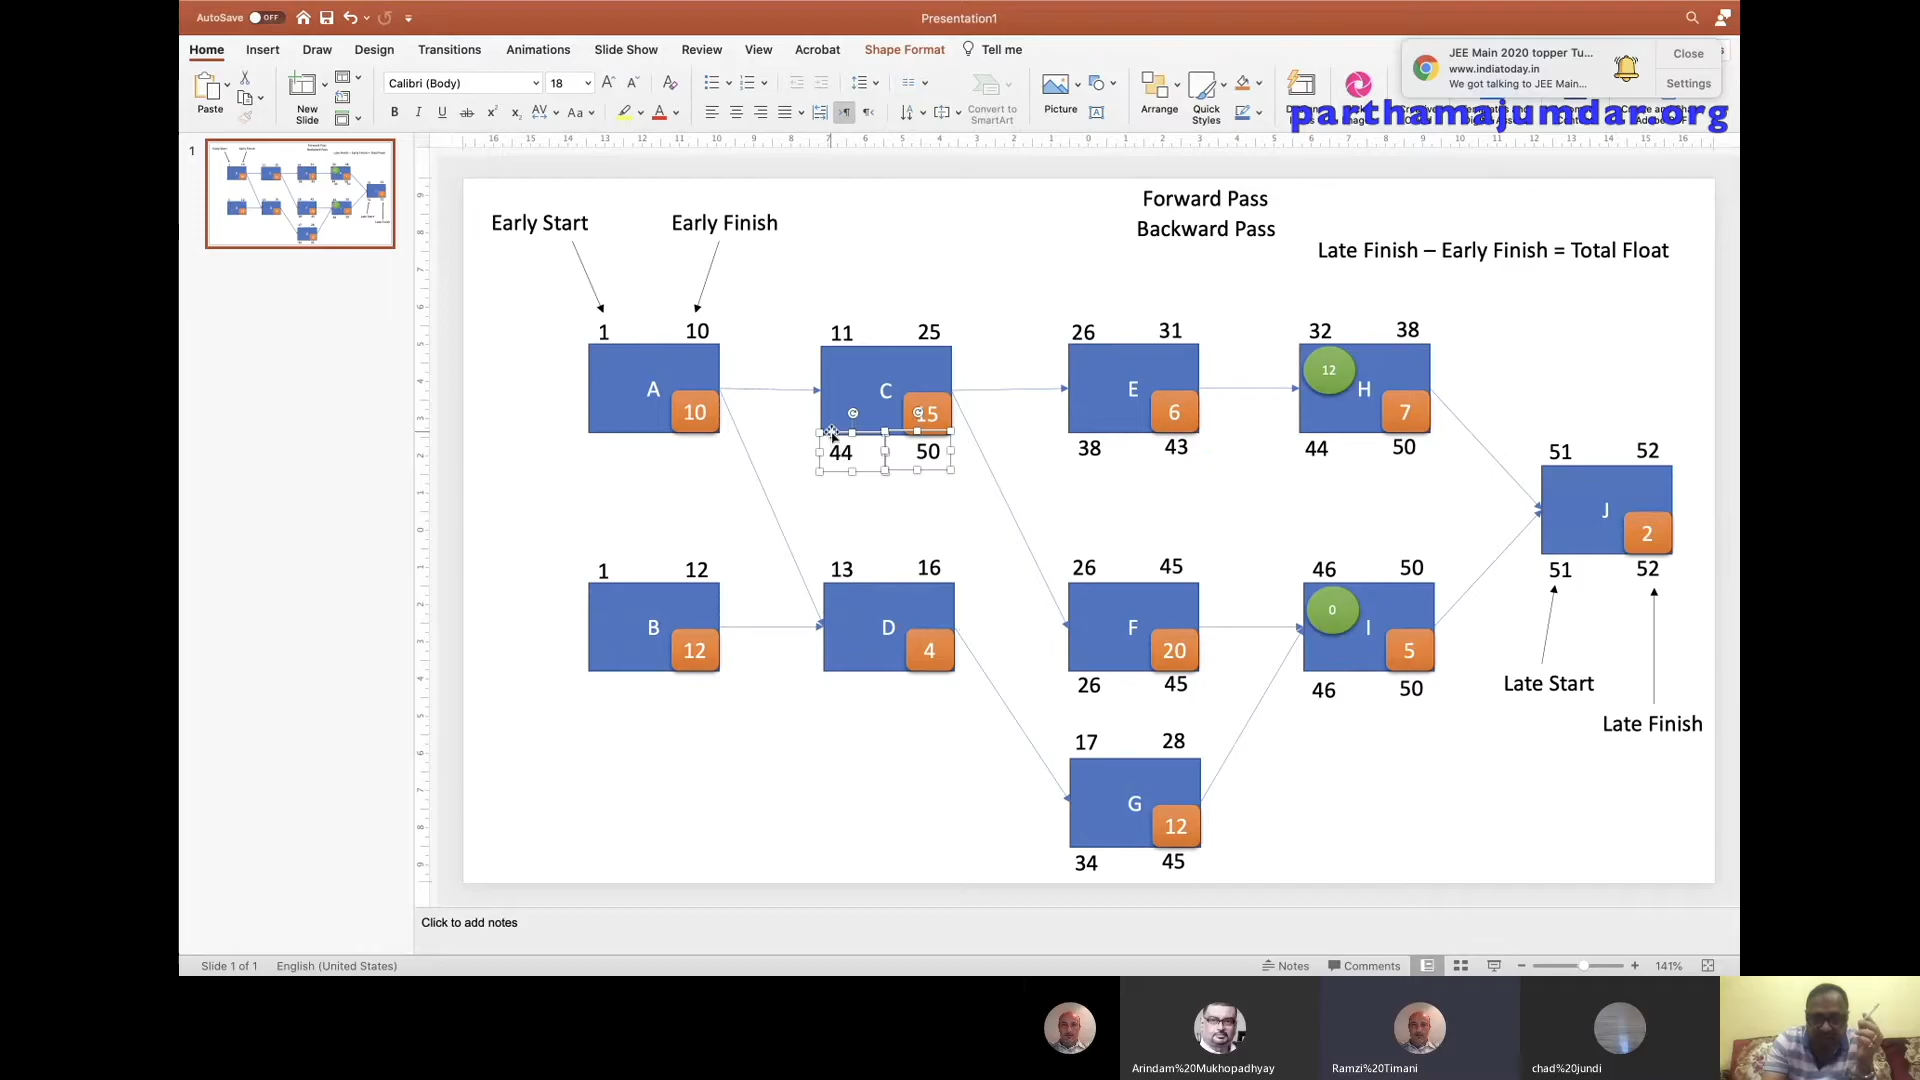 AutoSave OFF
Presentation1
Home Insert Draw Design Transitions Animations Slide Show Review View Acrobat Shape Format Tell me
JEE Main 2020 topper Tu...
www.indiatoday.in
We got talking to JEE Main...
Close
Settings
Paste
New Slide
Calibri (Body) 18
Convert to SmartArt
Picture
Arrange
Quick Styles
parthamajumdar.org
1
Early Start
Early Finish
Forward Pass
Backward Pass
Late Finish – Early Finish = Total Float
1 10
A
10
11 25
C
15
44 50
26 31
E
6
38 43
32 38
12
H
7
44 50
51 52
J
2
51 52
1 12
B
12
13 16
D
4
26 45
F
20
26 45
46 50
0
I
5
46 50
Late Start
Late Finish
17 28
G
12
34 45
Click to add notes
Slide 1 of 1 English (United States)
Notes Comments 141%
Arindam%20Mukhopadhyay
Ramzi%20Timani
chad%20jundi